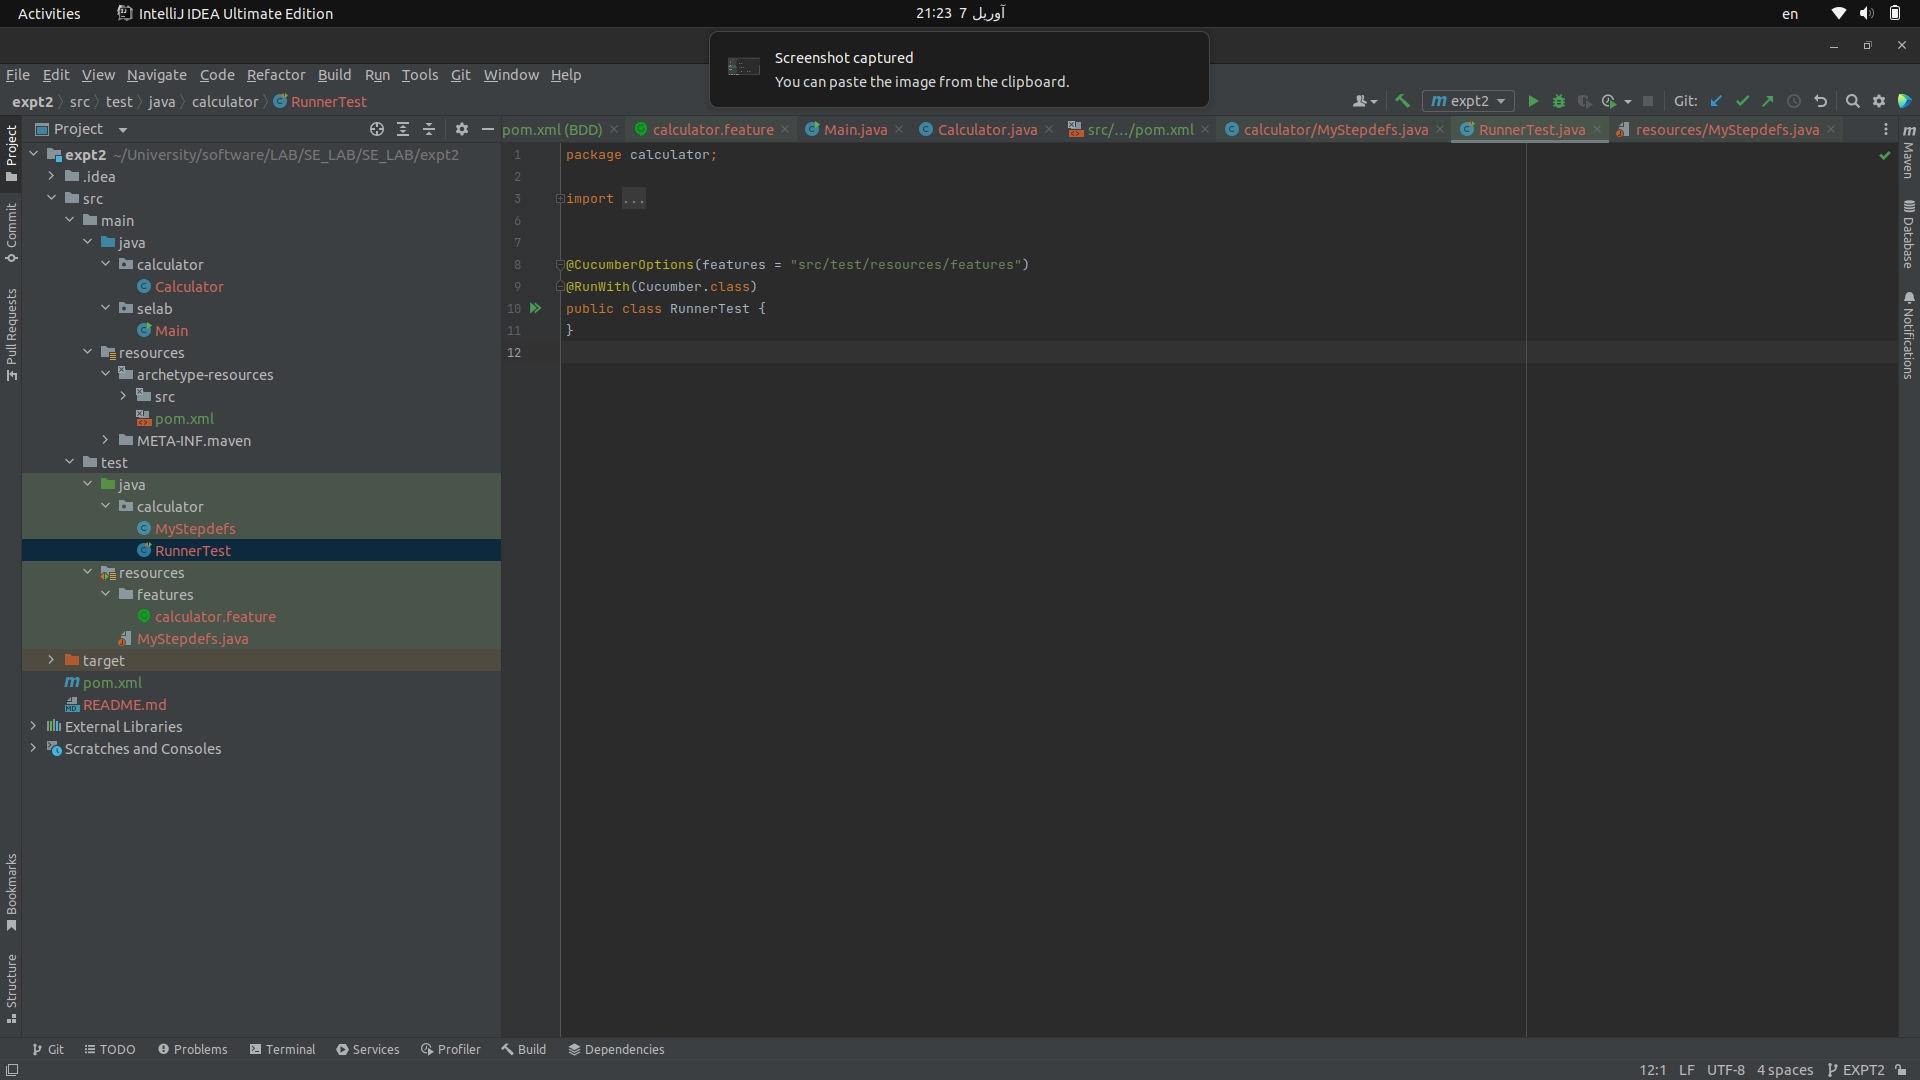 Activities
IntelliJ IDEA Ultimate Edition
آوریل 7  21:23
en
Screenshot captured
You can paste the image from the clipboard.
File Edit View Navigate Code Refactor Build Run Tools Git Window Help
expt2 src test java calculator RunnerTest
expt2
Git:
Project
pom.xml (BDD)
calculator.feature
Main.java
Calculator.java
src/.../pom.xml
calculator/MyStepdefs.java
RunnerTest.java
resources/MyStepdefs.java
Project
Commit
Pull Requests
Bookmarks
Structure
expt2 ~/University/software/LAB/SE_LAB/SE_LAB/expt2
.idea
src
main
java
calculator
Calculator
selab
Main
resources
archetype-resources
src
pom.xml
META-INF.maven
test
java
calculator
MyStepdefs
RunnerTest
resources
features
calculator.feature
MyStepdefs.java
target
pom.xml
README.md
External Libraries
Scratches and Consoles
1 package calculator;
2
3 import ...
6
7
8 @CucumberOptions(features = "src/test/resources/features")
9 @RunWith(Cucumber.class)
10 public class RunnerTest {
11 }
12
Maven
Database
Notifications
Git TODO Problems Terminal Services Profiler Build Dependencies
12:1 LF UTF-8 4 spaces EXPT2